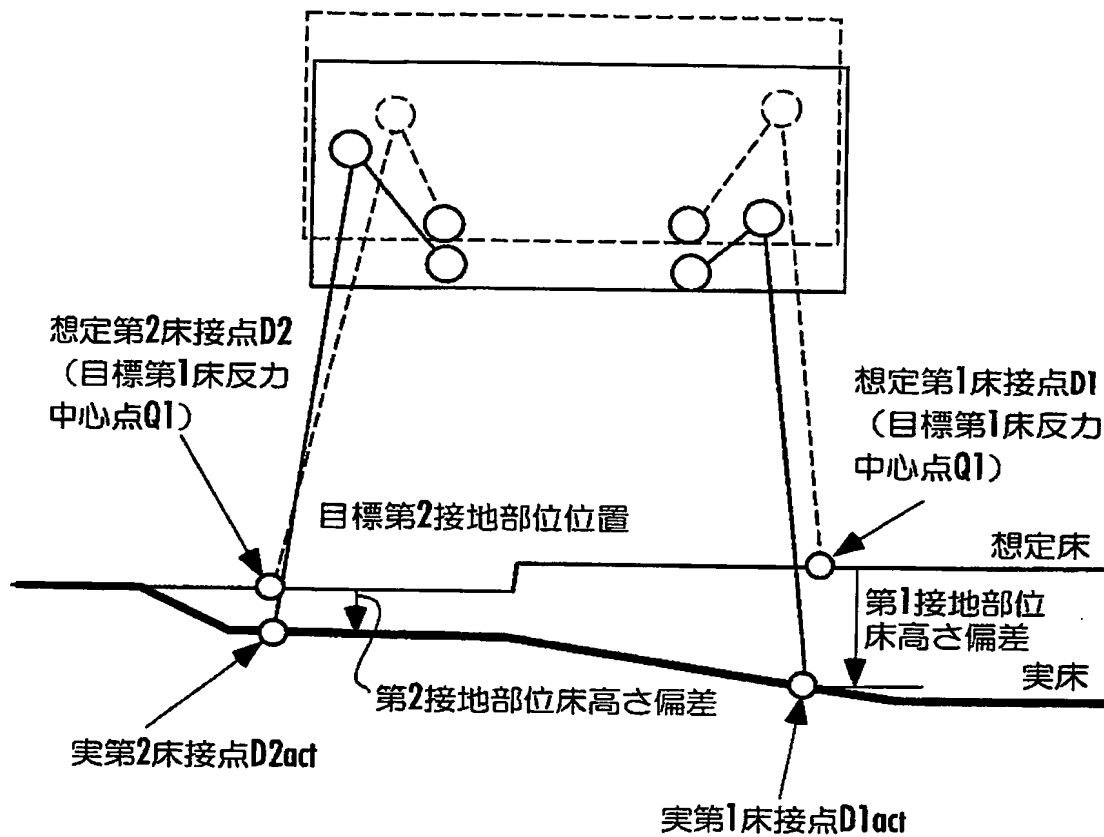 想定第2床接点D2
（目標第1床反力
中心点Q1）
想定第1床接点D1
（目標第1床反力
中心点Q1）
目標第2接地部位位置
想定床
第1接地部位
床高さ偏差
実床
第2接地部位床高さ偏差
実第2床接点D2act
実第1床接点D1act